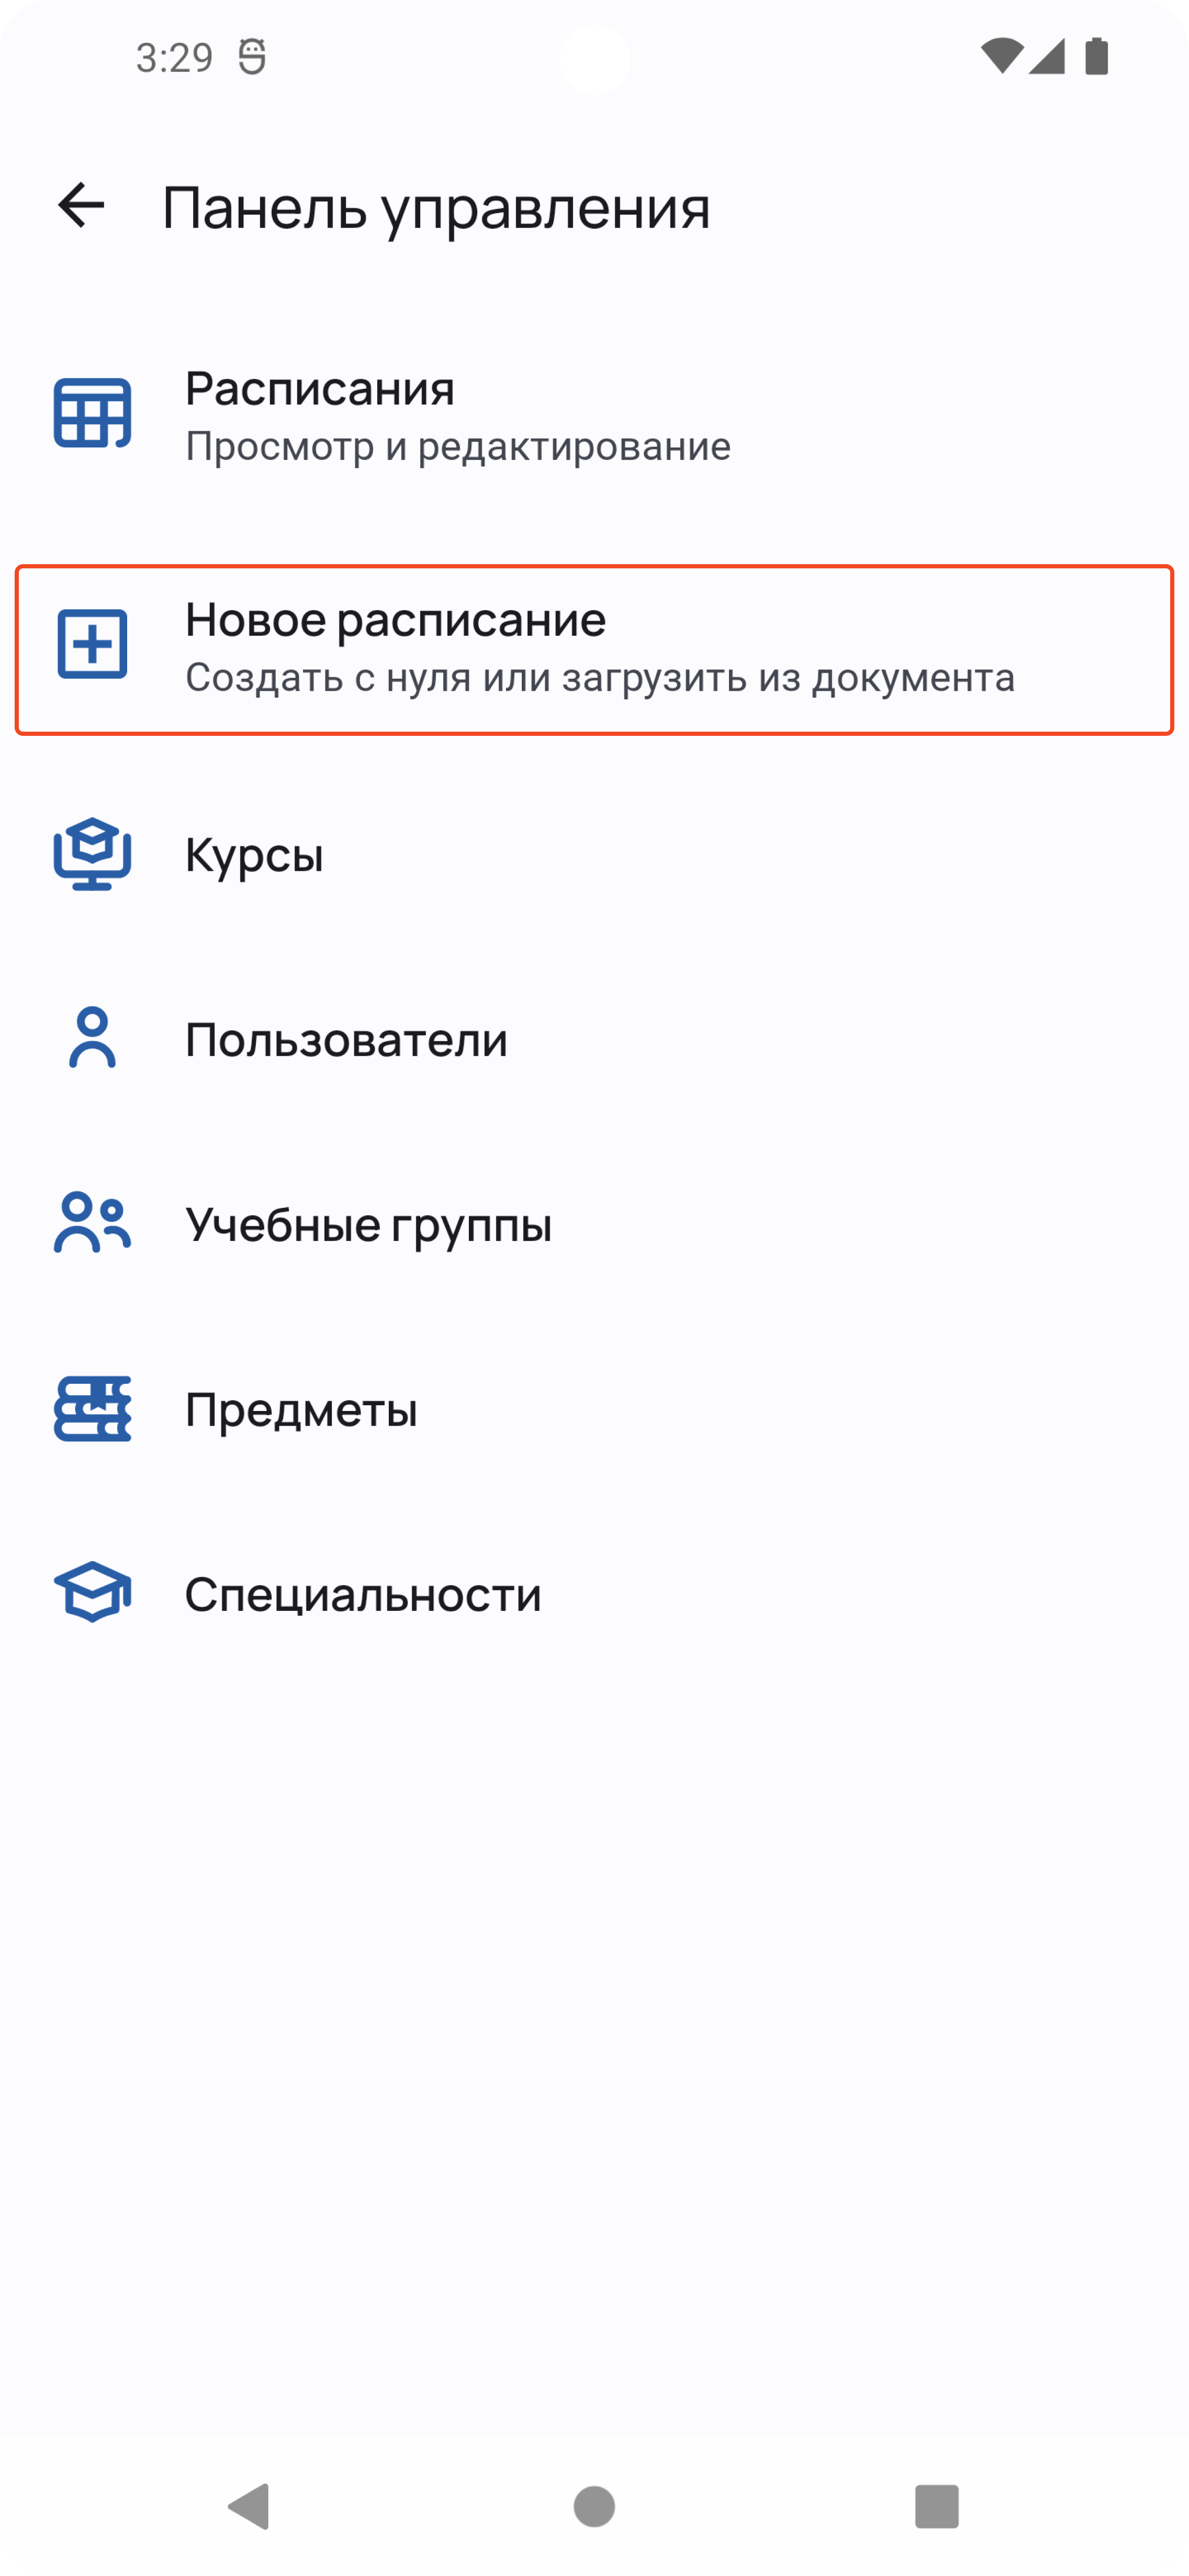 3:29
Панель управления
Расписания
Просмотр и редактирование
Новое расписание
Создать с нуля или загрузить из документа
Курсы
Пользователи
Учебные группы
Предметы
Специальности